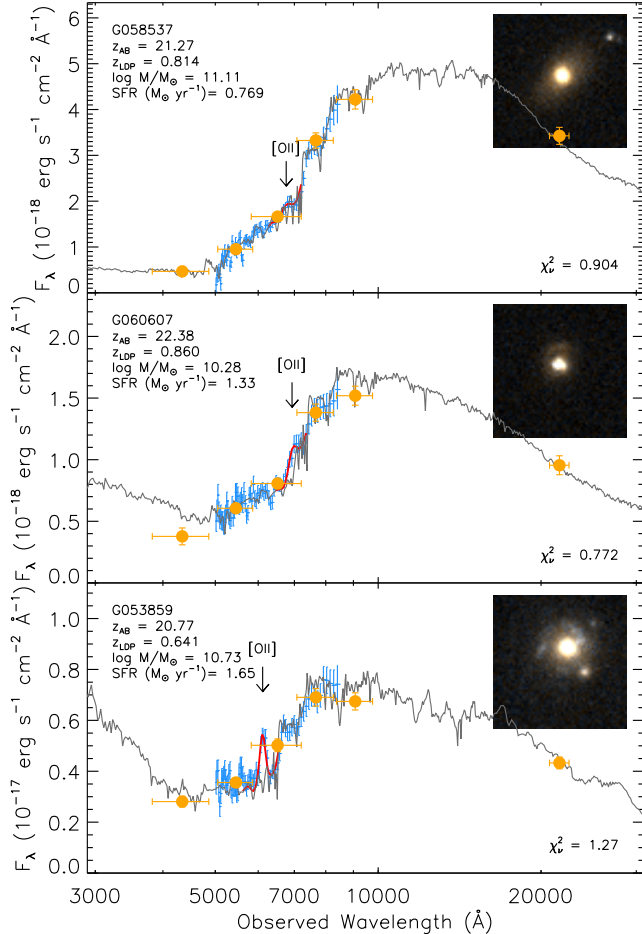 G058537
z_AB = 21.27
z_LDP = 0.814
log M/M⊙ = 11.11
SFR (M⊙ yr⁻¹)= 0.769
[OII]
χ²_ν = 0.904
6
5
4
3
2
1
0
F_λ (10⁻¹⁸ erg s⁻¹ cm⁻² Å⁻¹)
G060607
z_AB = 22.38
z_LDP = 0.860
log M/M⊙ = 10.28
SFR (M⊙ yr⁻¹)= 1.33
[OII]
χ²_ν = 0.772
2.0
1.5
1.0
0.5
0.0
F_λ (10⁻¹⁸ erg s⁻¹ cm⁻² Å⁻¹)
G053859
z_AB = 20.77
z_LDP = 0.641
log M/M⊙ = 10.73
SFR (M⊙ yr⁻¹)= 1.65
[OII]
χ²_ν = 1.27
1.0
0.8
0.6
0.4
0.2
0.0
F_λ (10⁻¹⁷ erg s⁻¹ cm⁻² Å⁻¹)
3000 5000 7000 10000 20000
Observed Wavelength (Å)